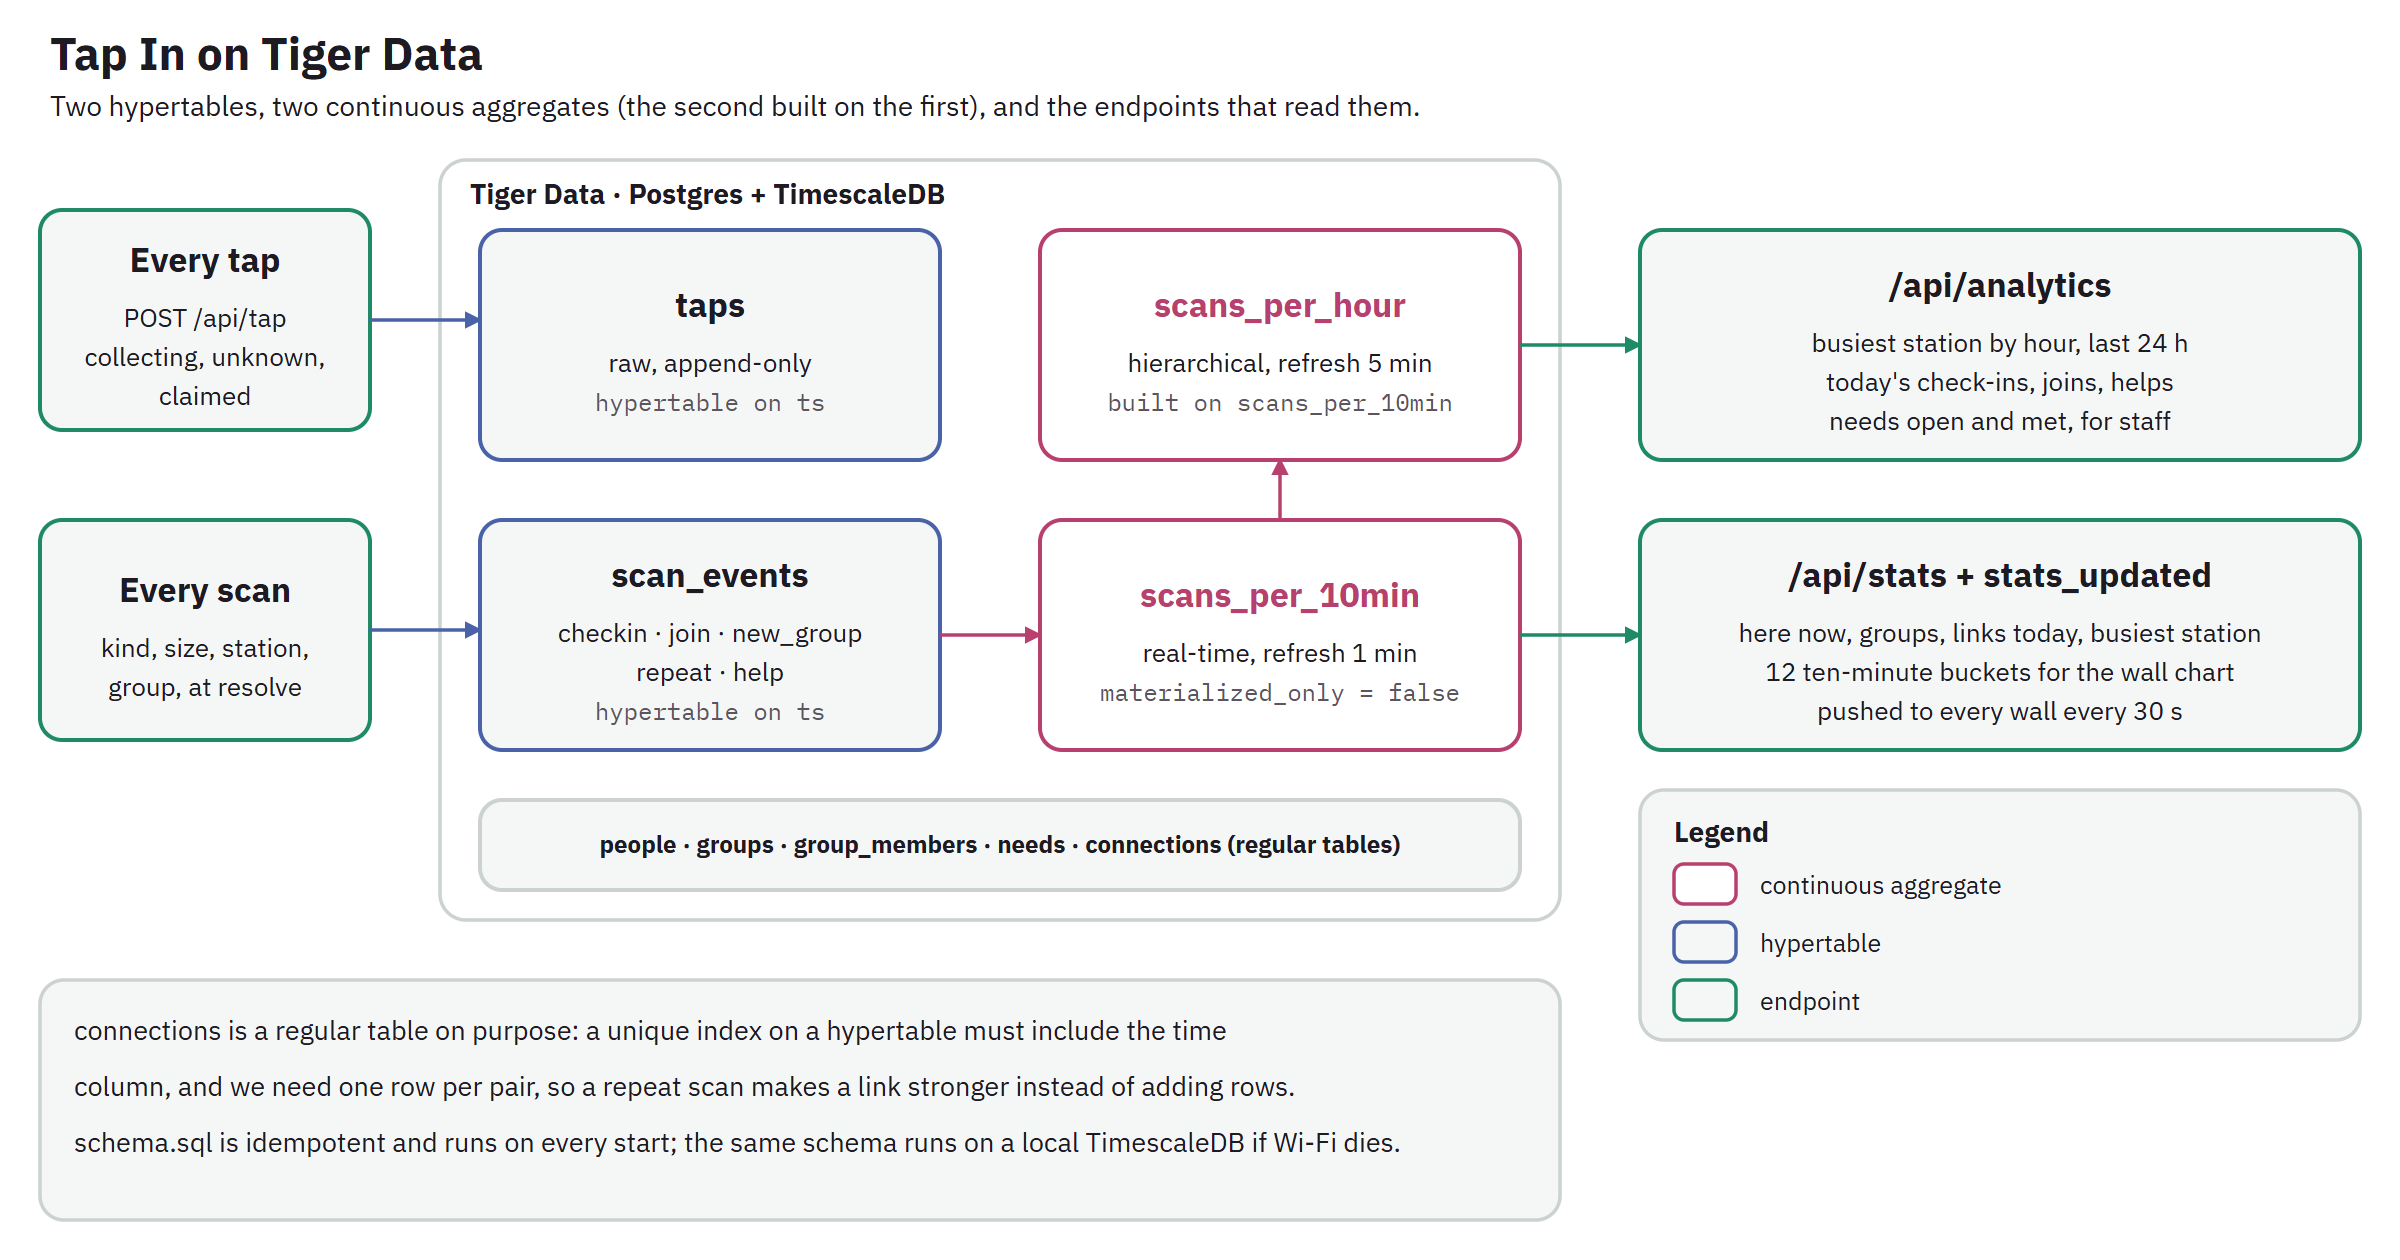 Tap In on Tiger Data
Two hypertables, two continuous aggregates (the second built on the first), and the endpoints that read them.
Tiger Data · Postgres + TimescaleDB
Every tap
POST /api/tap
collecting, unknown,
claimed
taps
raw, append-only
hypertable on ts
scans_per_hour
hierarchical, refresh 5 min
built on scans_per_10min
/api/analytics
busiest station by hour, last 24 h
today's check-ins, joins, helps
needs open and met, for staff
Every scan
kind, size, station,
group, at resolve
scan_events
checkin · join · new_group
repeat · help
hypertable on ts
scans_per_10min
real-time, refresh 1 min
materialized_only = false
/api/stats + stats_updated
here now, groups, links today, busiest station
12 ten-minute buckets for the wall chart
pushed to every wall every 30 s
people · groups · group_members · needs · connections (regular tables)
Legend
continuous aggregate
hypertable
endpoint
connections is a regular table on purpose: a unique index on a hypertable must include the time
column, and we need one row per pair, so a repeat scan makes a link stronger instead of adding rows.
schema.sql is idempotent and runs on every start; the same schema runs on a local TimescaleDB if Wi-Fi dies.